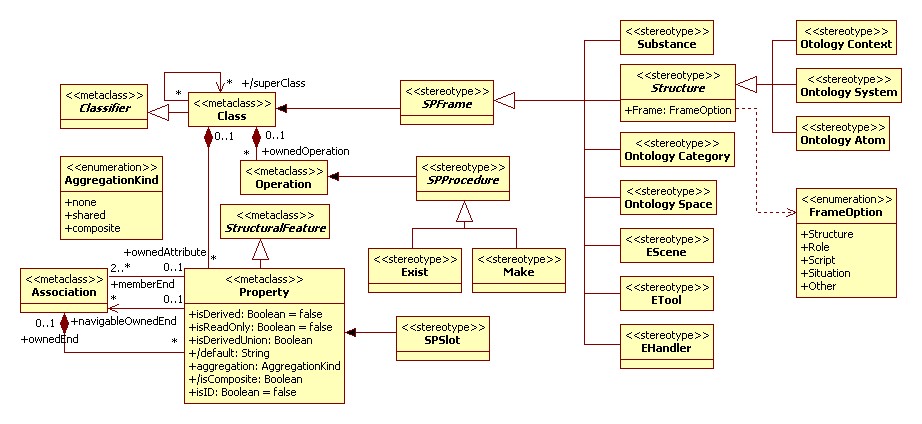 <<metaclass>>
Classifier
+/superClass
*
*
<<metaclass>>
Class
0..1
0..1
*
+ownedOperation
<<metaclass>>
Operation
<<enumeration>>
AggregationKind
+none
+shared
+composite
<<metaclass>>
StructuralFeature
+ownedAttribute
*
2..*
0..1
+memberEnd
*
0..1
+navigableOwnedEnd
0..1
+ownedEnd
*
<<metaclass>>
Association
<<metaclass>>
Property
+isDerived: Boolean = false
+isReadOnly: Boolean = false
+isDerivedUnion: Boolean
+/default: String
+aggregation: AggregationKind
+/isComposite: Boolean
+isID: Boolean = false
<<stereotype>>
SPFrame
<<stereotype>>
SPProcedure
<<stereotype>>
Exist
<<stereotype>>
Make
<<stereotype>>
SPSlot
<<stereotype>>
Substance
<<stereotype>>
Structure
+Frame: FrameOption
<<stereotype>>
Ontology Category
<<stereotype>>
Ontology Space
<<stereotype>>
EScene
<<stereotype>>
ETool
<<stereotype>>
EHandler
<<stereotype>>
Otology Context
<<stereotype>>
Ontology System
<<stereotype>>
Ontology Atom
<<enumeration>>
FrameOption
+Structure
+Role
+Script
+Situation
+Other